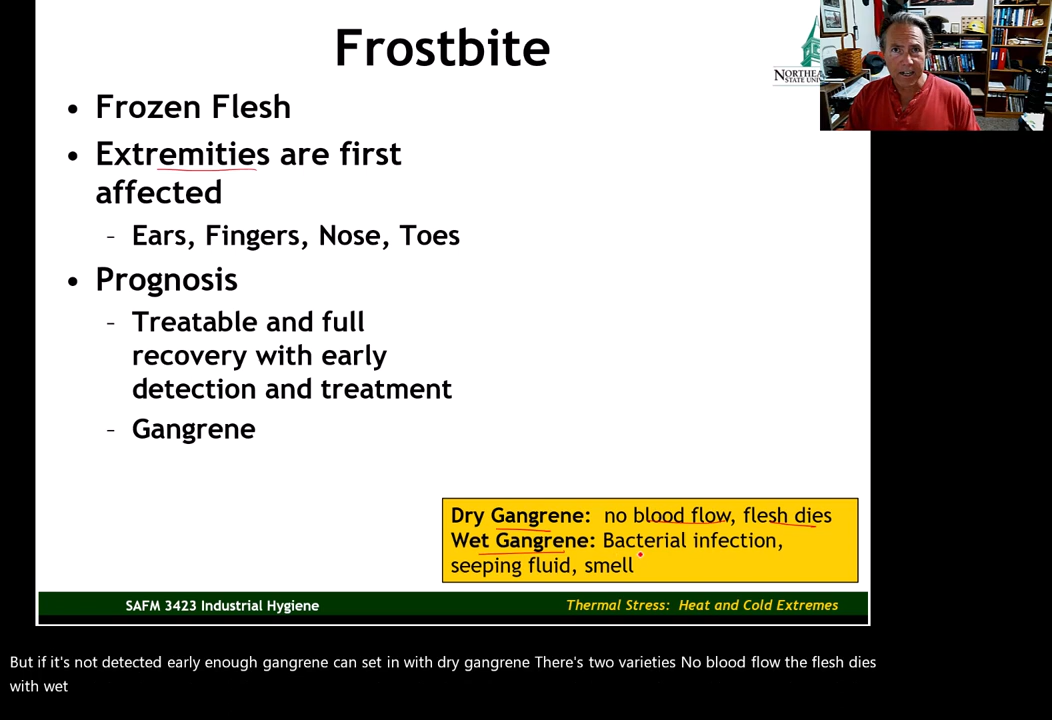 Frostbite
NORTHEA
STATE UNI
• Frozen Flesh
• Extremities are first
affected
- Ears, Fingers, Nose, Toes
• Prognosis
- Treatable and full
recovery with early
detection and treatment
- Gangrene
Dry Gangrene: no blood flow, flesh dies
Wet Gangrene: Bacterial infection,
seeping fluid, smell
SAFM 3423 Industrial Hygiene
Thermal Stress: Heat and Cold Extremes
But if it's not detected early enough gangrene can set in with dry gangrene There's two varieties No blood flow the flesh dies
with wet